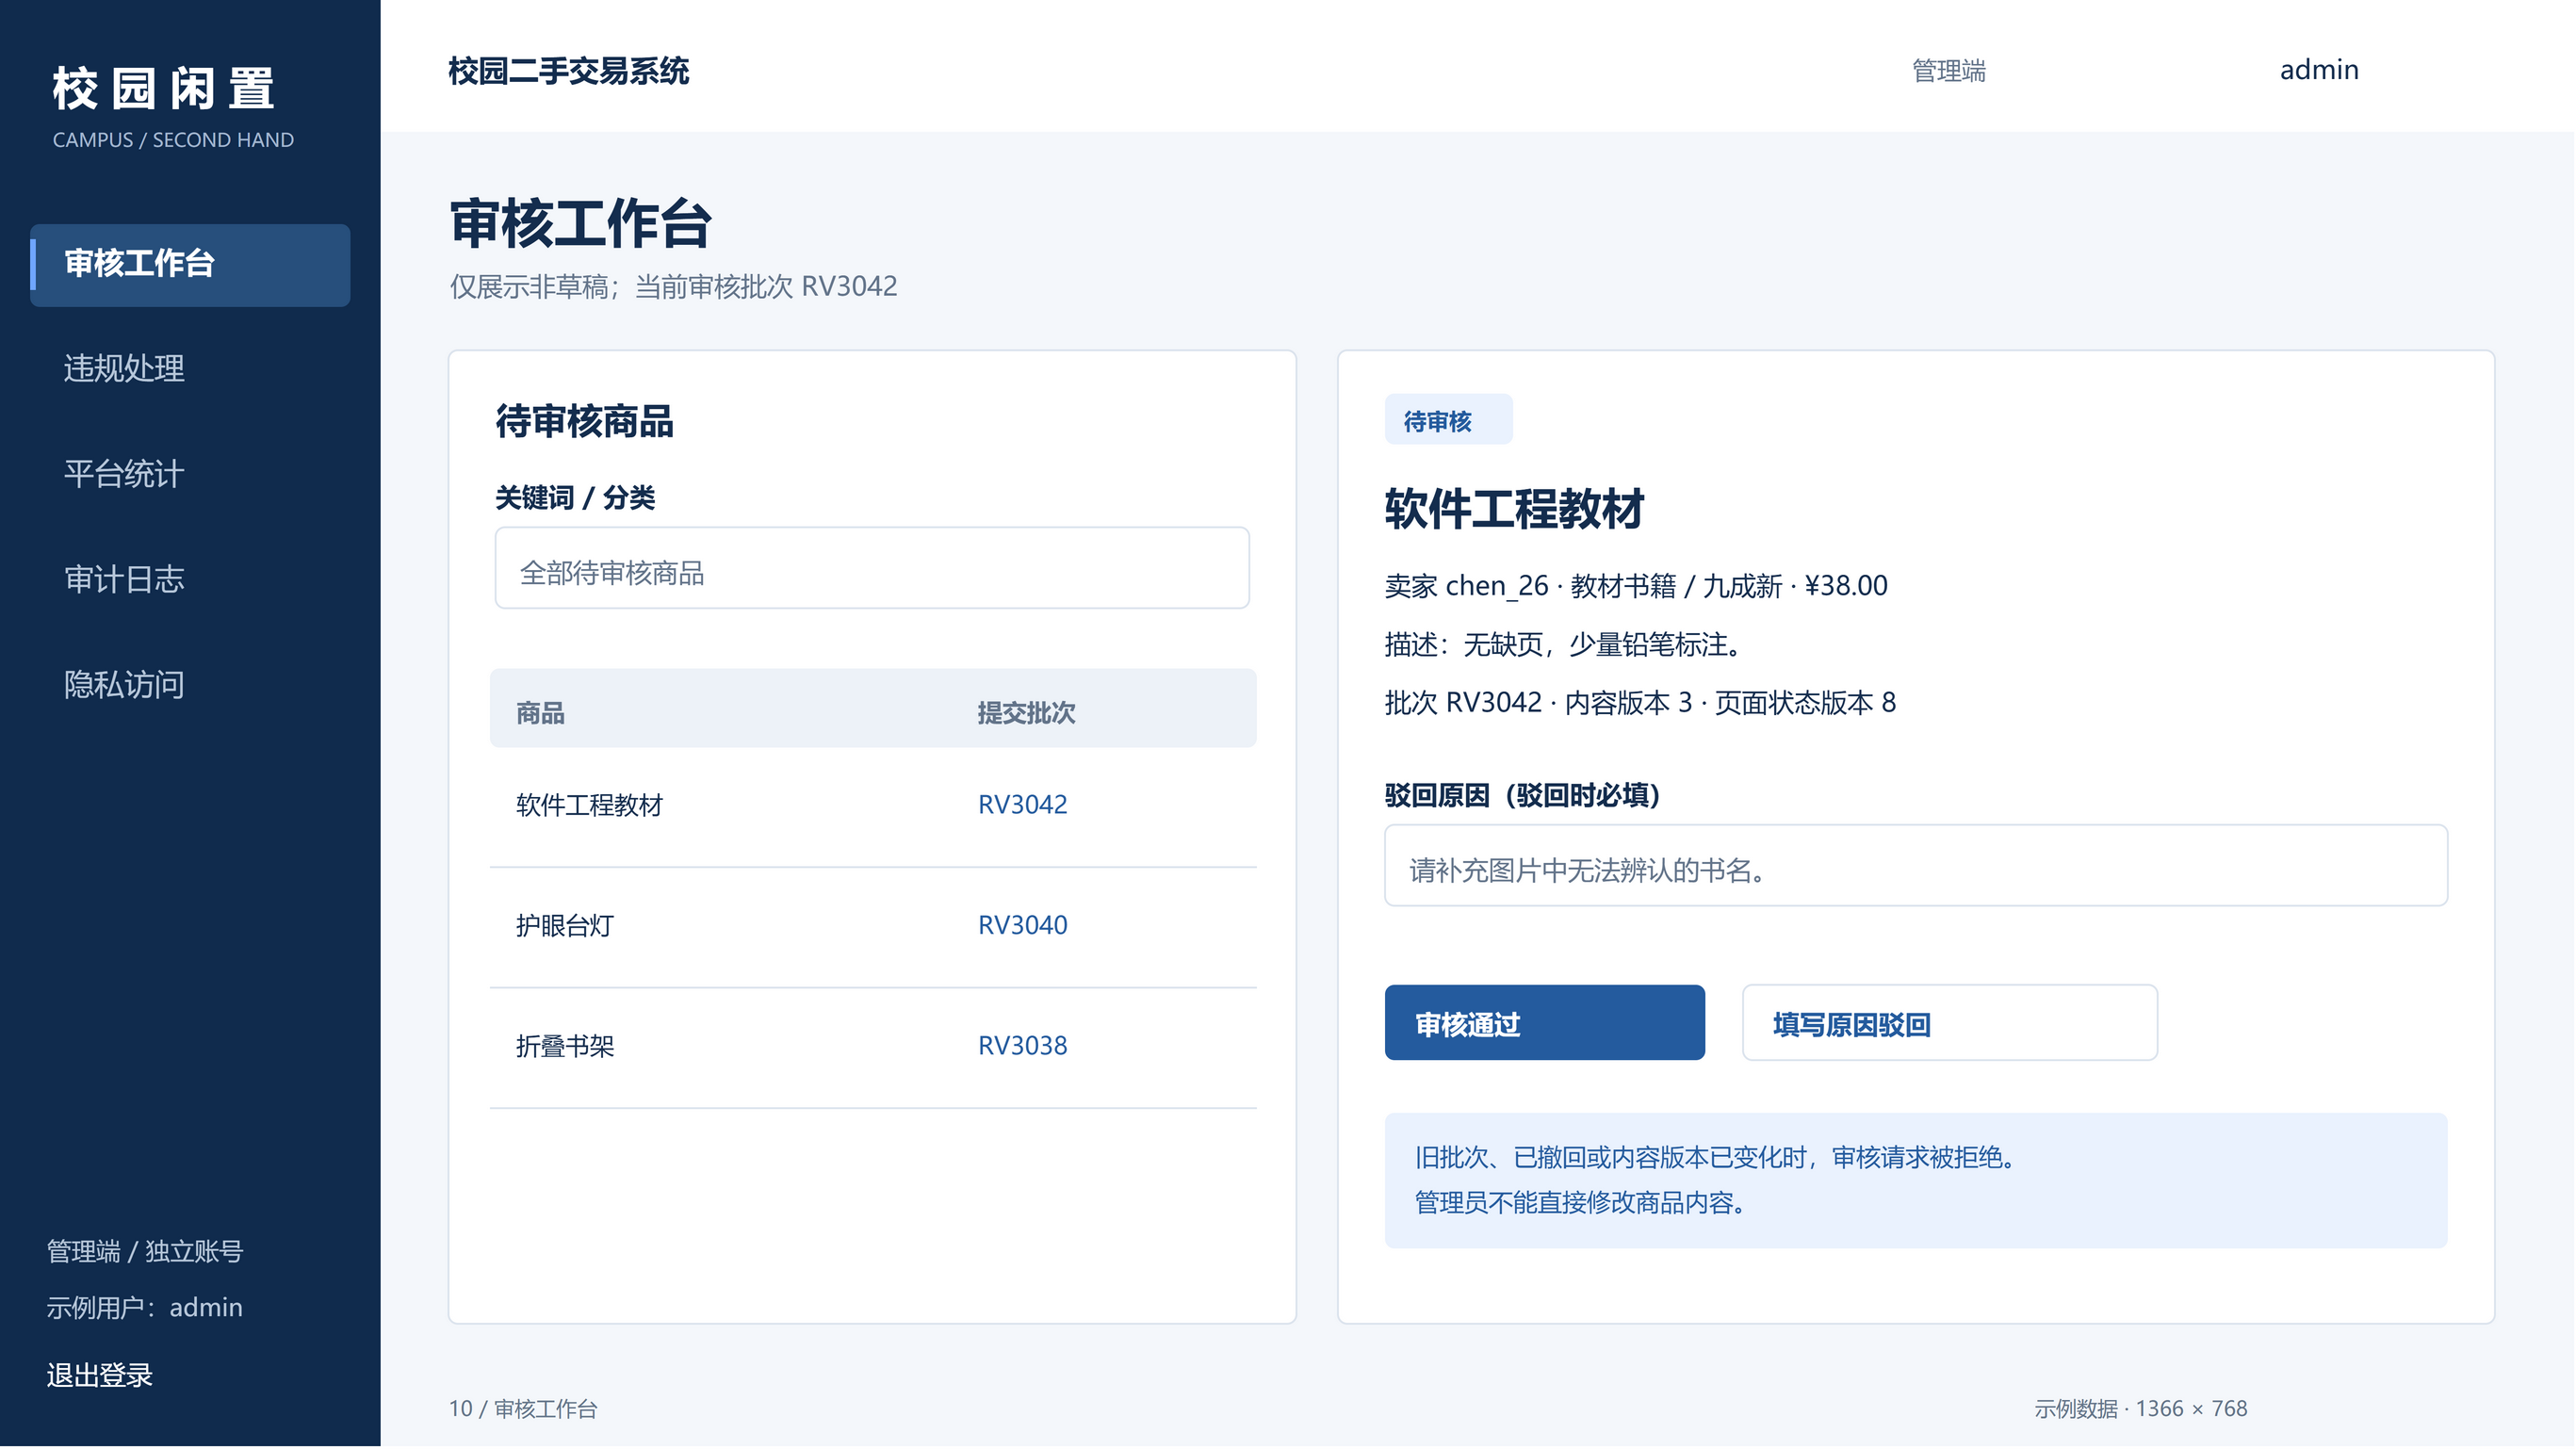 校园闲置
CAMPUS / SECOND HAND
审核工作台
违规处理
平台统计
审计日志
隐私访问
管理端 / 独立账号
示例用户：admin
退出登录
校园二手交易系统
管理端
admin
审核工作台
仅展示非草稿；当前审核批次 RV3042
待审核商品
关键词 / 分类
全部待审核商品
商品 提交批次
软件工程教材 RV3042
护眼台灯 RV3040
折叠书架 RV3038
待审核
软件工程教材
卖家 chen_26 · 教材书籍 / 九成新 · ¥38.00
描述：无缺页，少量铅笔标注。
批次 RV3042 · 内容版本 3 · 页面状态版本 8
驳回原因（驳回时必填）
请补充图片中无法辨认的书名。
审核通过
填写原因驳回
旧批次、已撤回或内容版本已变化时，审核请求被拒绝。
管理员不能直接修改商品内容。
10 / 审核工作台
示例数据 · 1366 × 768